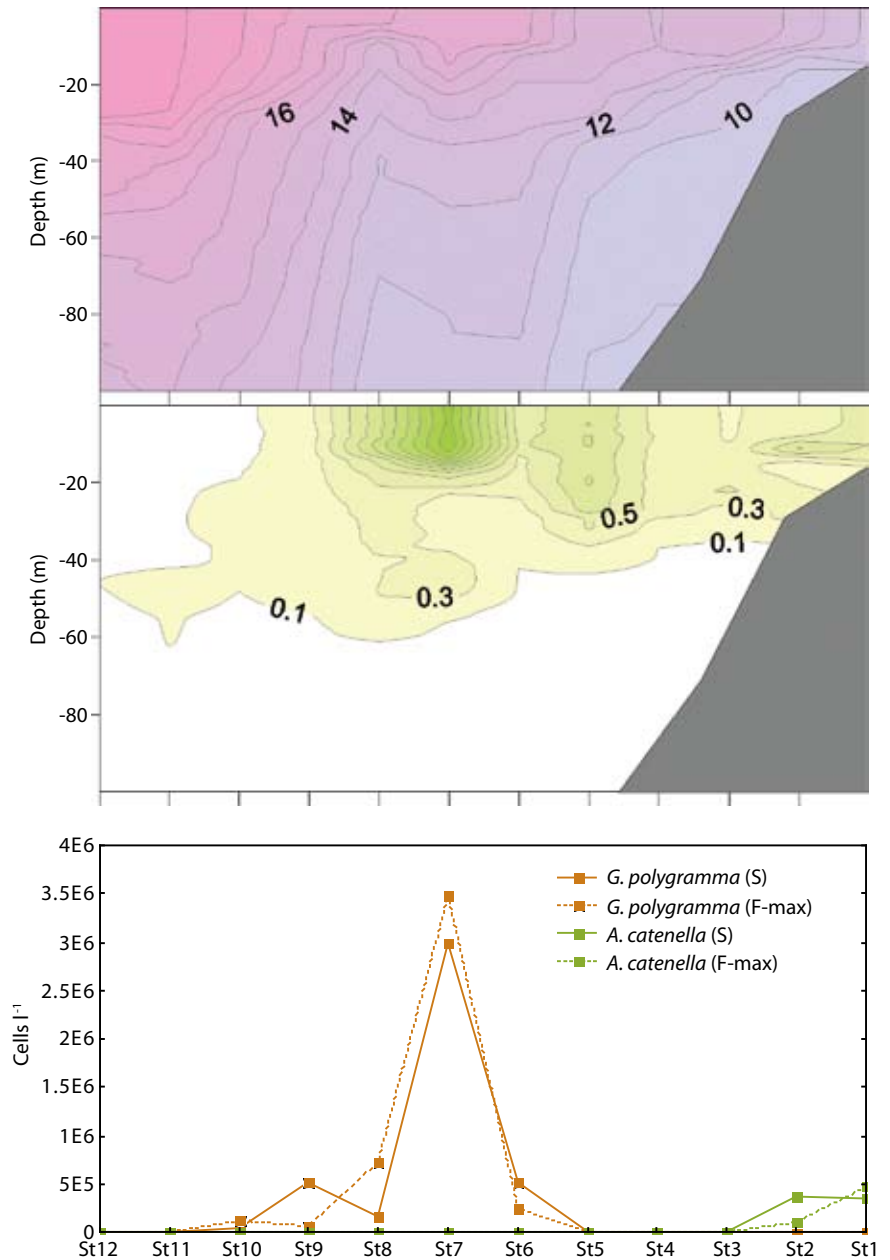 Depth (m)
-20
-40
-60
-80
16
14
12
10
Depth (m)
-20
-40
-60
-80
0.1
0.3
0.5
0.3
0.1
Cells l⁻¹
4E6
3.5E6
3E6
2.5E6
2E6
1.5E6
1E6
5E5
0
G. polygramma (S)
G. polygramma (F-max)
A. catenella (S)
A. catenella (F-max)
St12 St11 St10 St9 St8 St7 St6 St5 St4 St3 St2 St1